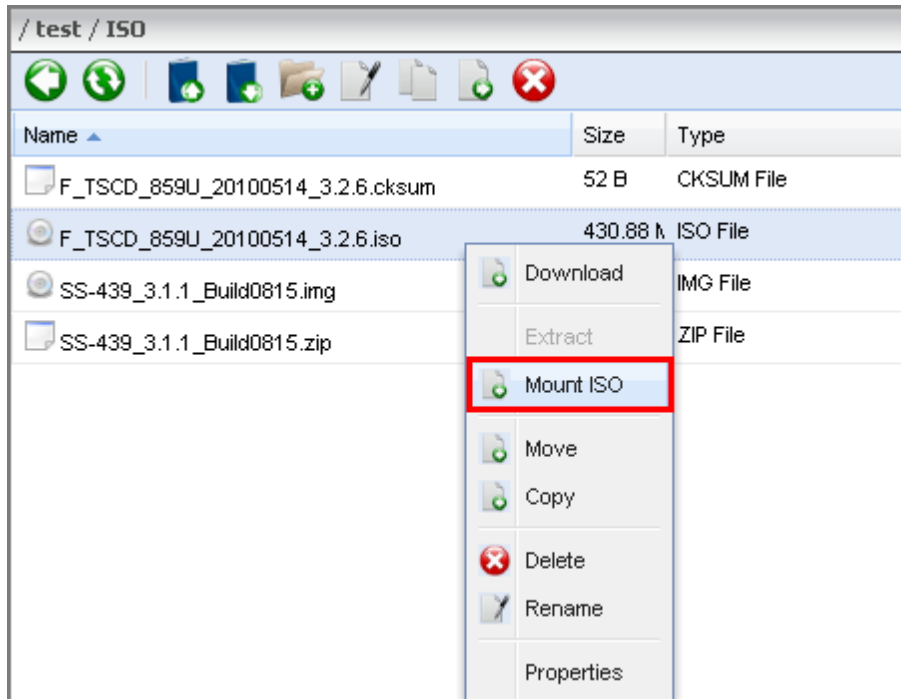 / test / ISO
Name Size Type
F_TSCD_859U_20100514_3.2.6.cksum 52 B CKSUM File
F_TSCD_859U_20100514_3.2.6.iso 430.88 M ISO File
SS-439_3.1.1_Build0815.img IMG File
SS-439_3.1.1_Build0815.zip ZIP File
Download
Extract
Mount ISO
Move
Copy
Delete
Rename
Properties